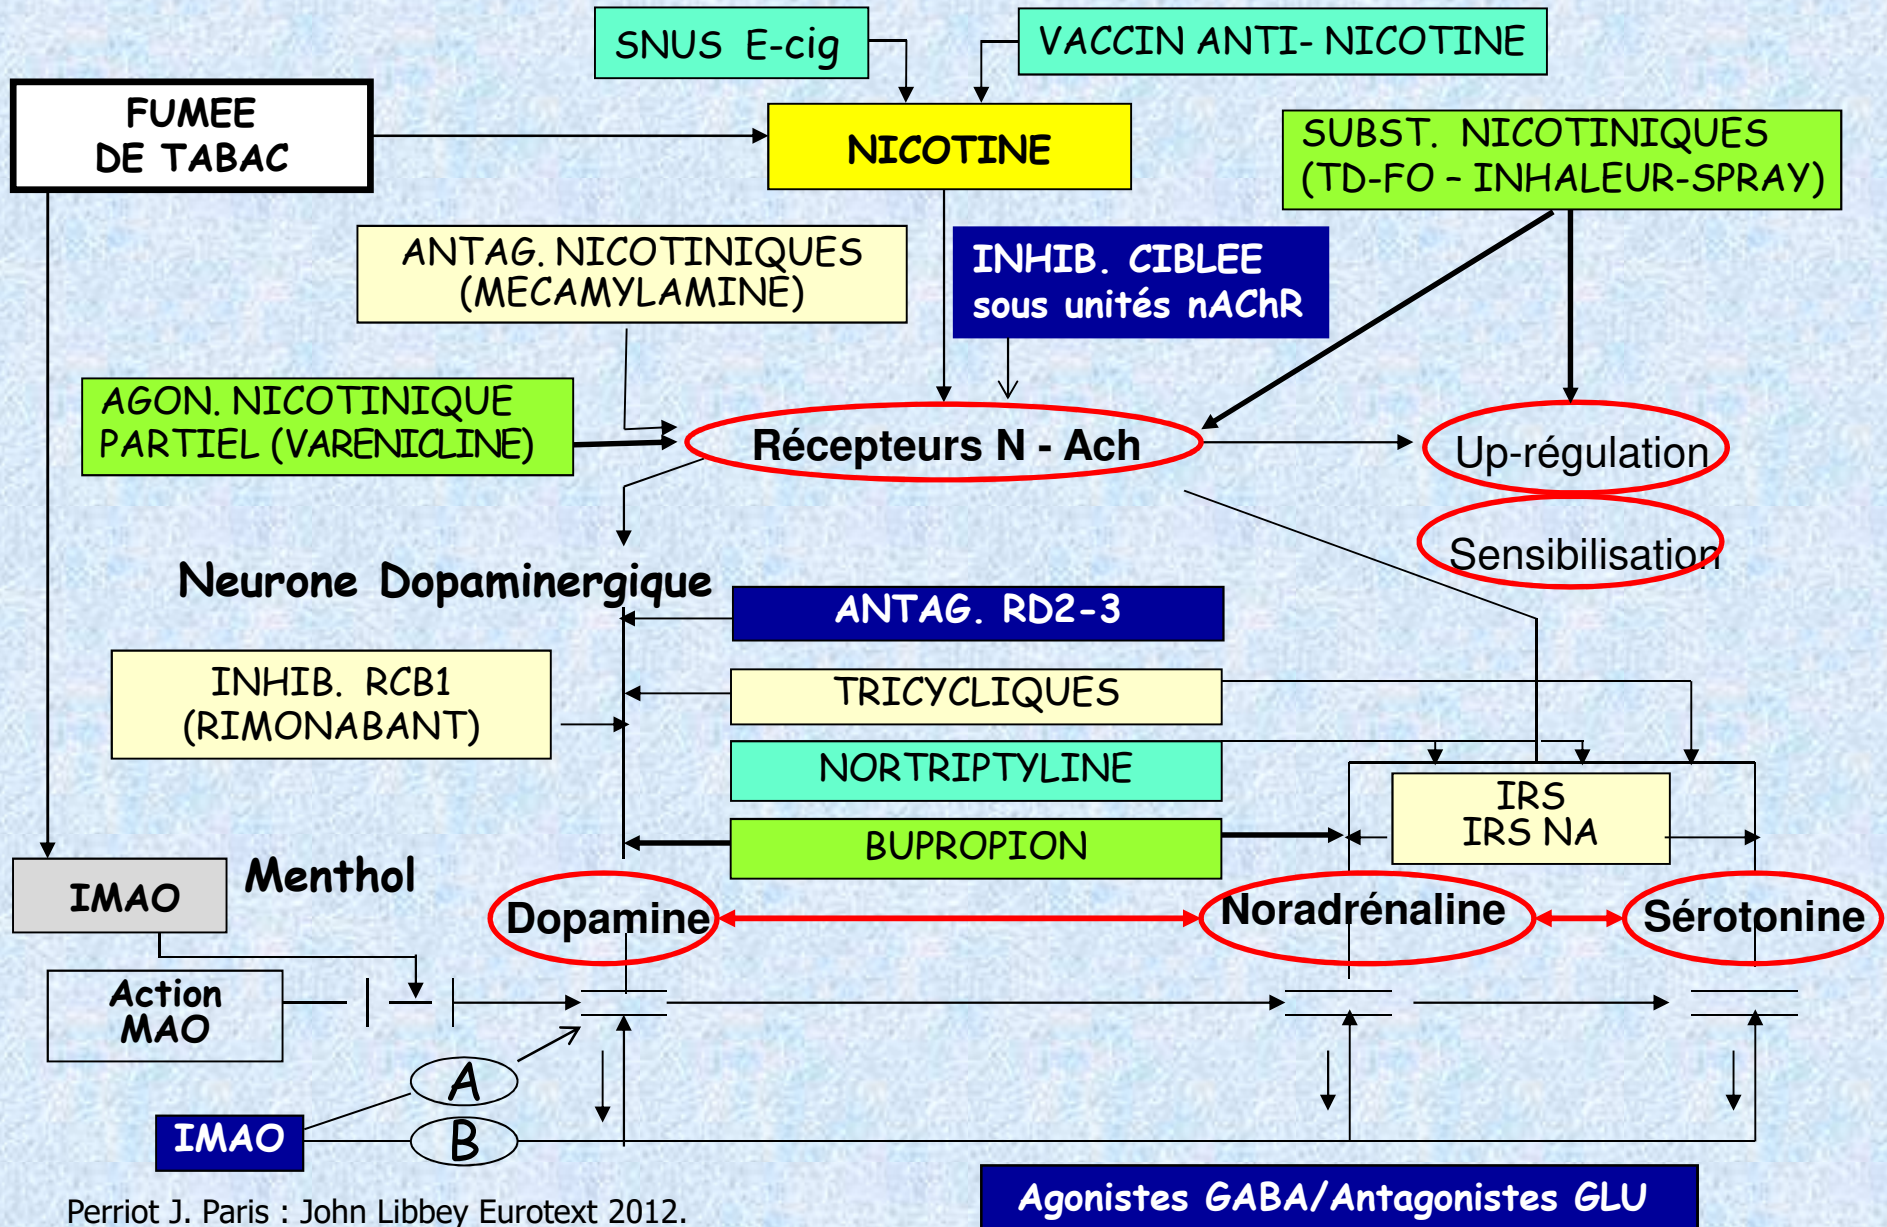 SNUS E-cig
VACCIN ANTI- NICOTINE
FUMEE
DE TABAC
NICOTINE
SUBST. NICOTINIQUES
(TD-FO – INHALEUR-SPRAY)
ANTAG. NICOTINIQUES
(MECAMYLAMINE)
INHIB. CIBLEE
sous unités nAChR
AGON. NICOTINIQUE
PARTIEL (VARENICLINE)
Récepteurs N - Ach
Up-régulation
Sensibilisation
Neurone Dopaminergique
ANTAG. RD2-3
INHIB. RCB1
(RIMONABANT)
TRICYCLIQUES
NORTRIPTYLINE
IRS
IRS NA
BUPROPION
IMAO
Menthol
Dopamine
Noradrénaline
Sérotonine
Action
MAO
A
IMAO
B
Agonistes GABA/Antagonistes GLU
Perriot J. Paris : John Libbey Eurotext 2012.